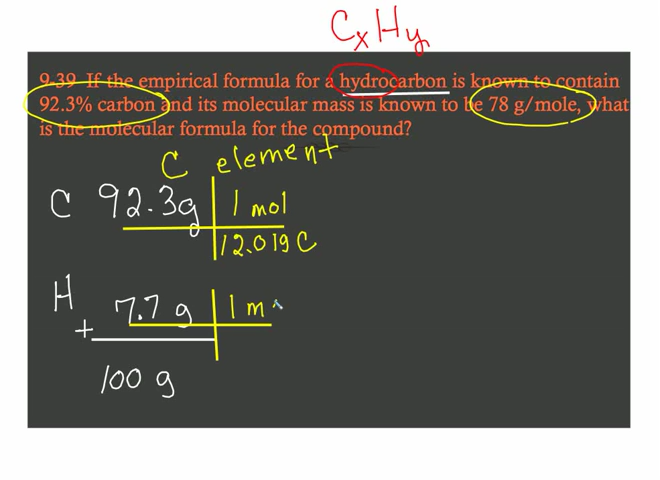 CxHy
9-39 If the empirical formula for a hydrocarbon is known to contain
92.3% carbon and its molecular mass is known to be 78 g/mole, what
is the molecular formula for the compound?
C element
C 92.3g 1 mol
12.01g C
H 7.7 g 1 m
+
100 g